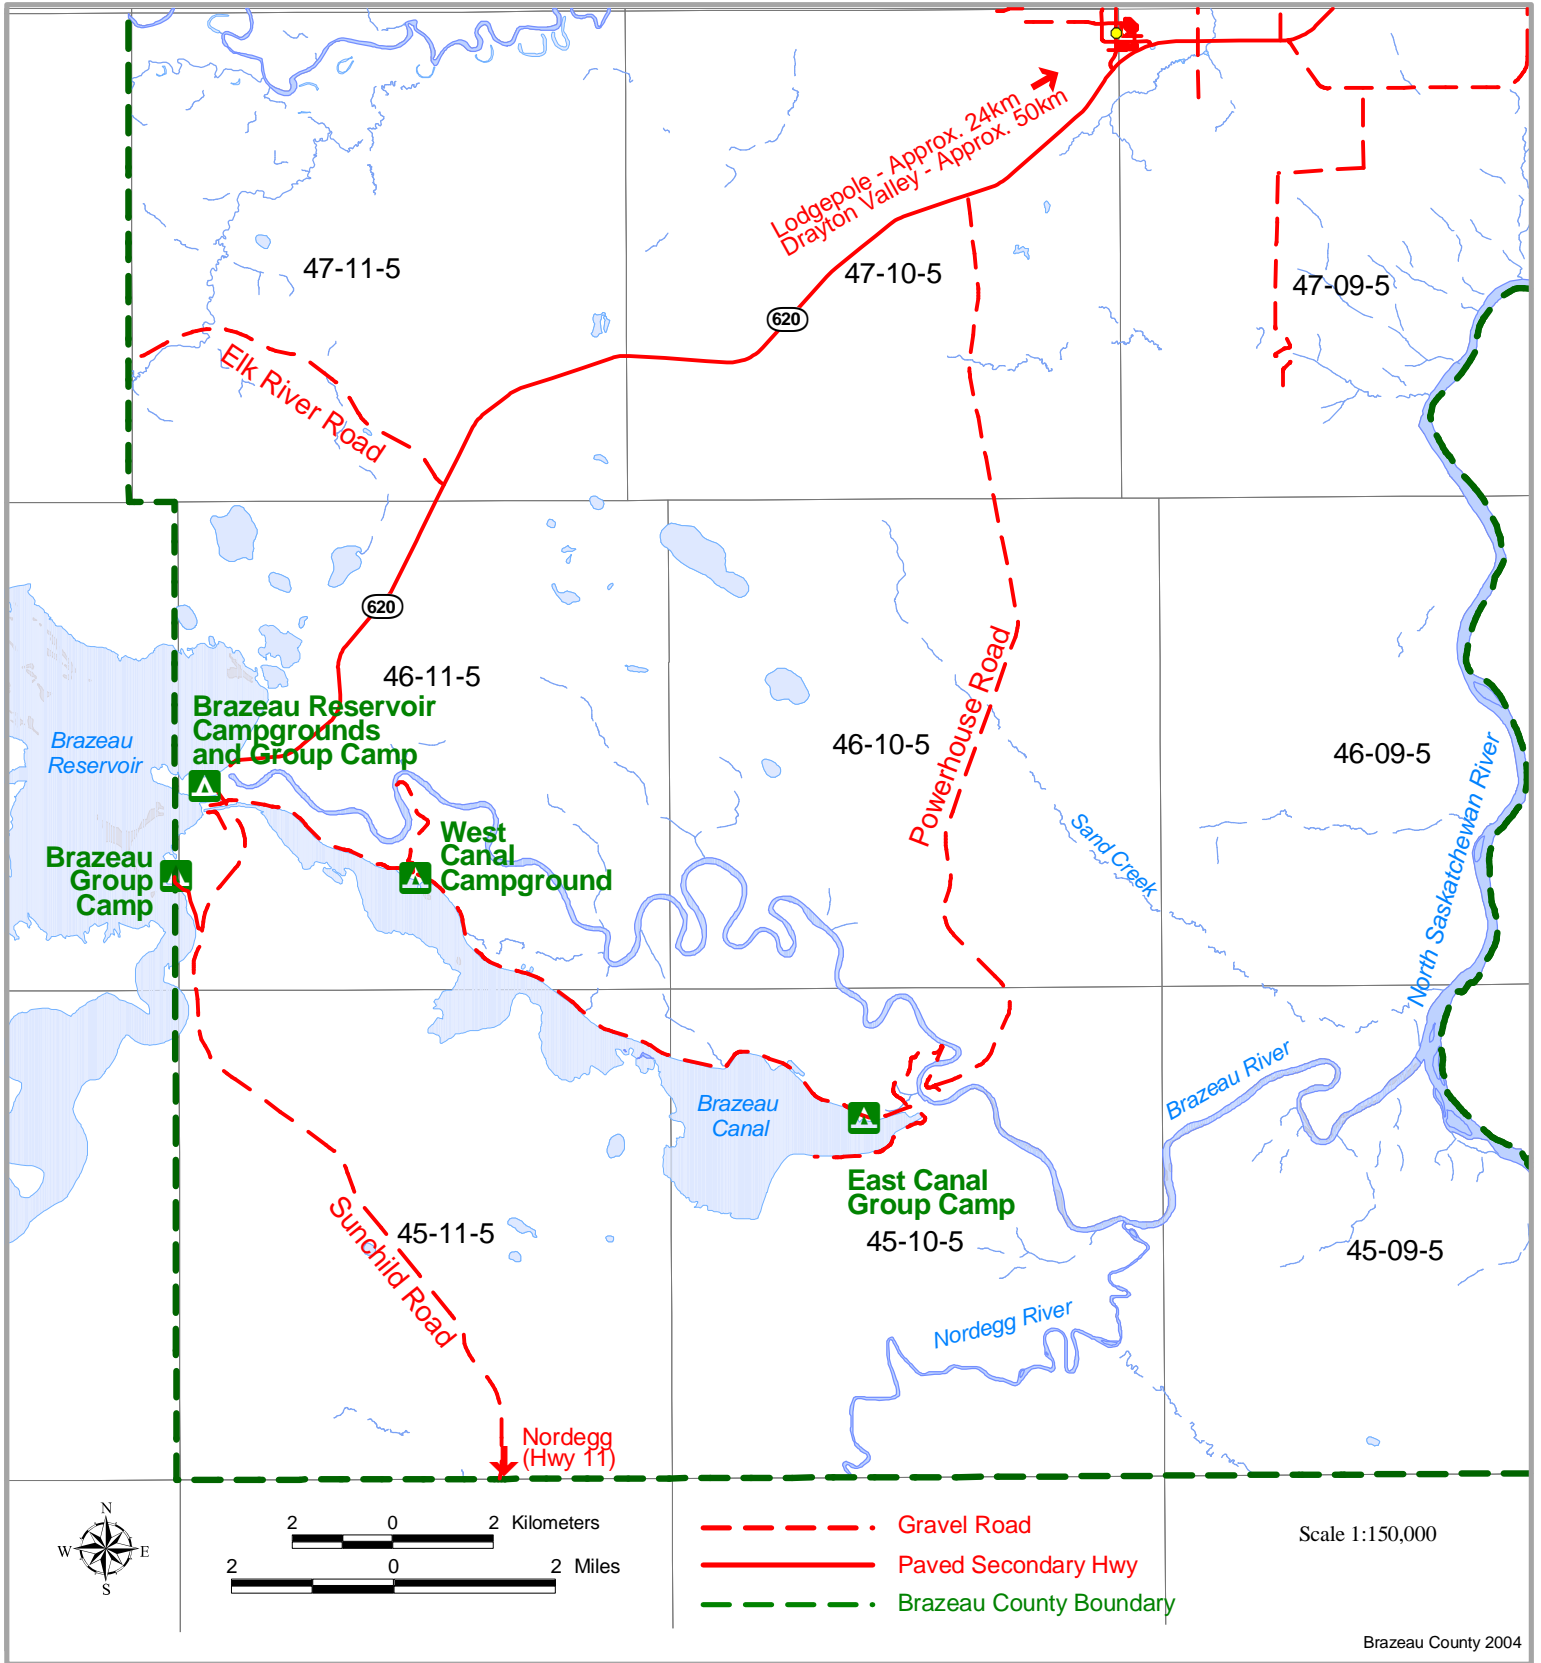 Lodgepole - Approx. 24km
Drayton Valley - Approx. 50km
47-11-5
47-10-5
47-09-5
620
Elk River Road
620
46-11-5
Brazeau Reservoir
Campgrounds
and Group Camp
Brazeau
Reservoir
46-10-5
Powerhouse Road
46-09-5
Sand Creek
North Saskatchewan River
West
Canal
Campground
Brazeau
Group
Camp
Brazeau River
Brazeau
Canal
East Canal
Group Camp
45-11-5
45-10-5
45-09-5
Sunchild Road
Nordegg River
Nordegg
(Hwy 11)
N
W
E
S
2 0 2 Kilometers
2 0 2 Miles
Gravel Road
Paved Secondary Hwy
Brazeau County Boundary
Scale 1:150,000
Brazeau County 2004